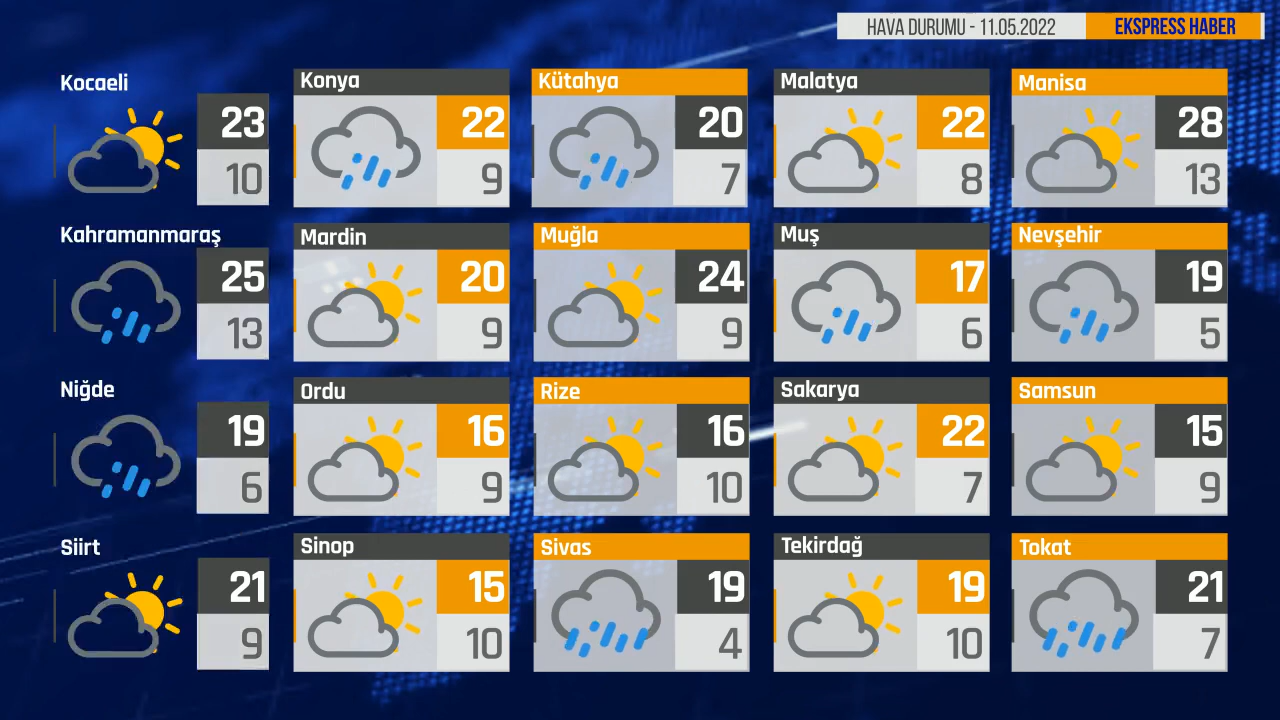 HAVA DURUMU - 11.05.2022 EKSPRESS HABER
Kocaeli
23
10
Konya
22
9
Kütahya
20
7
Malatya
22
8
Manisa
28
13
Kahramanmaraş
25
13
Mardin
20
9
Muğla
24
9
Muş
17
6
Nevşehir
19
5
Niğde
19
6
Ordu
16
9
Rize
16
10
Sakarya
22
7
Samsun
15
9
Siirt
21
9
Sinop
15
10
Sivas
19
4
Tekirdağ
19
10
Tokat
21
7